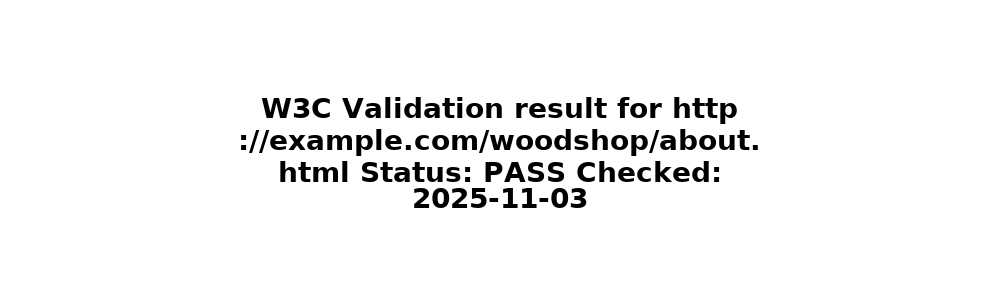 W3C Validation result for http
://example.com/woodshop/about.
html Status: PASS Checked:
2025-11-03